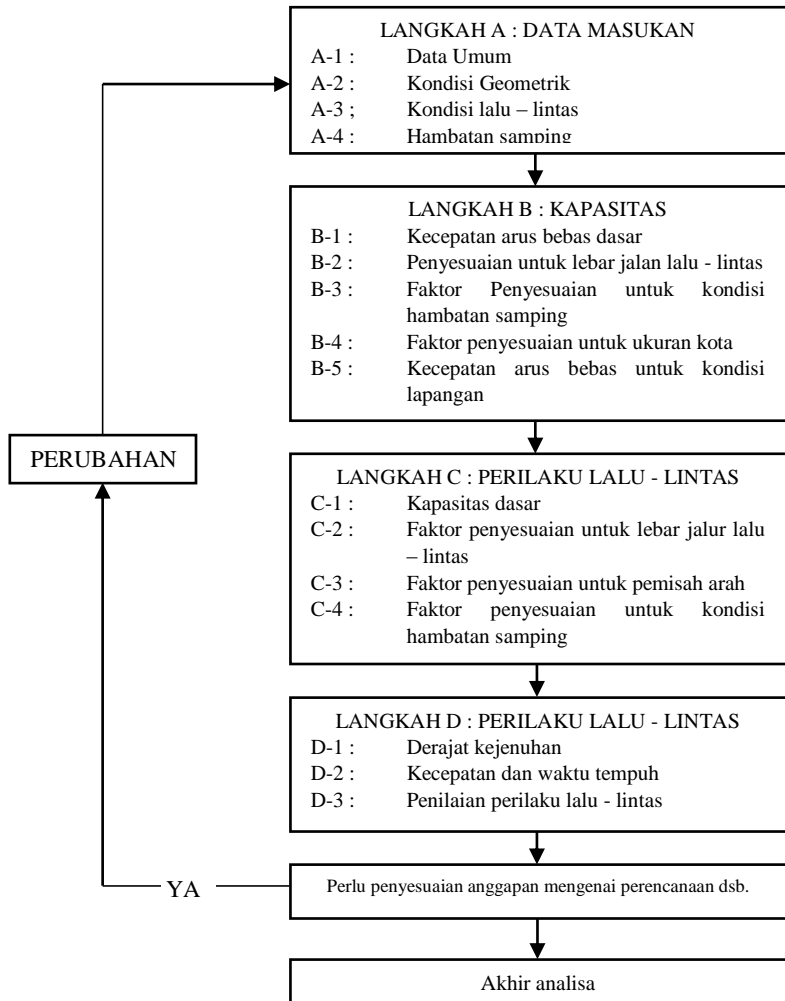 LANGKAH A : DATA MASUKAN
A-1 : Data Umum
A-2 : Kondisi Geometrik
A-3 ; Kondisi lalu – lintas
A-4 : Hambatan samping
LANGKAH B : KAPASITAS
B-1 : Kecepatan arus bebas dasar
B-2 : Penyesuaian untuk lebar jalan lalu - lintas
B-3 : Faktor Penyesuaian untuk kondisi
hambatan samping
B-4 : Faktor penyesuaian untuk ukuran kota
B-5 : Kecepatan arus bebas untuk kondisi
lapangan
PERUBAHAN
LANGKAH C : PERILAKU LALU - LINTAS
C-1 : Kapasitas dasar
C-2 : Faktor penyesuaian untuk lebar jalur lalu
– lintas
C-3 : Faktor penyesuaian untuk pemisah arah
C-4 : Faktor penyesuaian untuk kondisi
hambatan samping
LANGKAH D : PERILAKU LALU - LINTAS
D-1 : Derajat kejenuhan
D-2 : Kecepatan dan waktu tempuh
D-3 : Penilaian perilaku lalu - lintas
YA
Perlu penyesuaian anggapan mengenai perencanaan dsb.
Akhir analisa